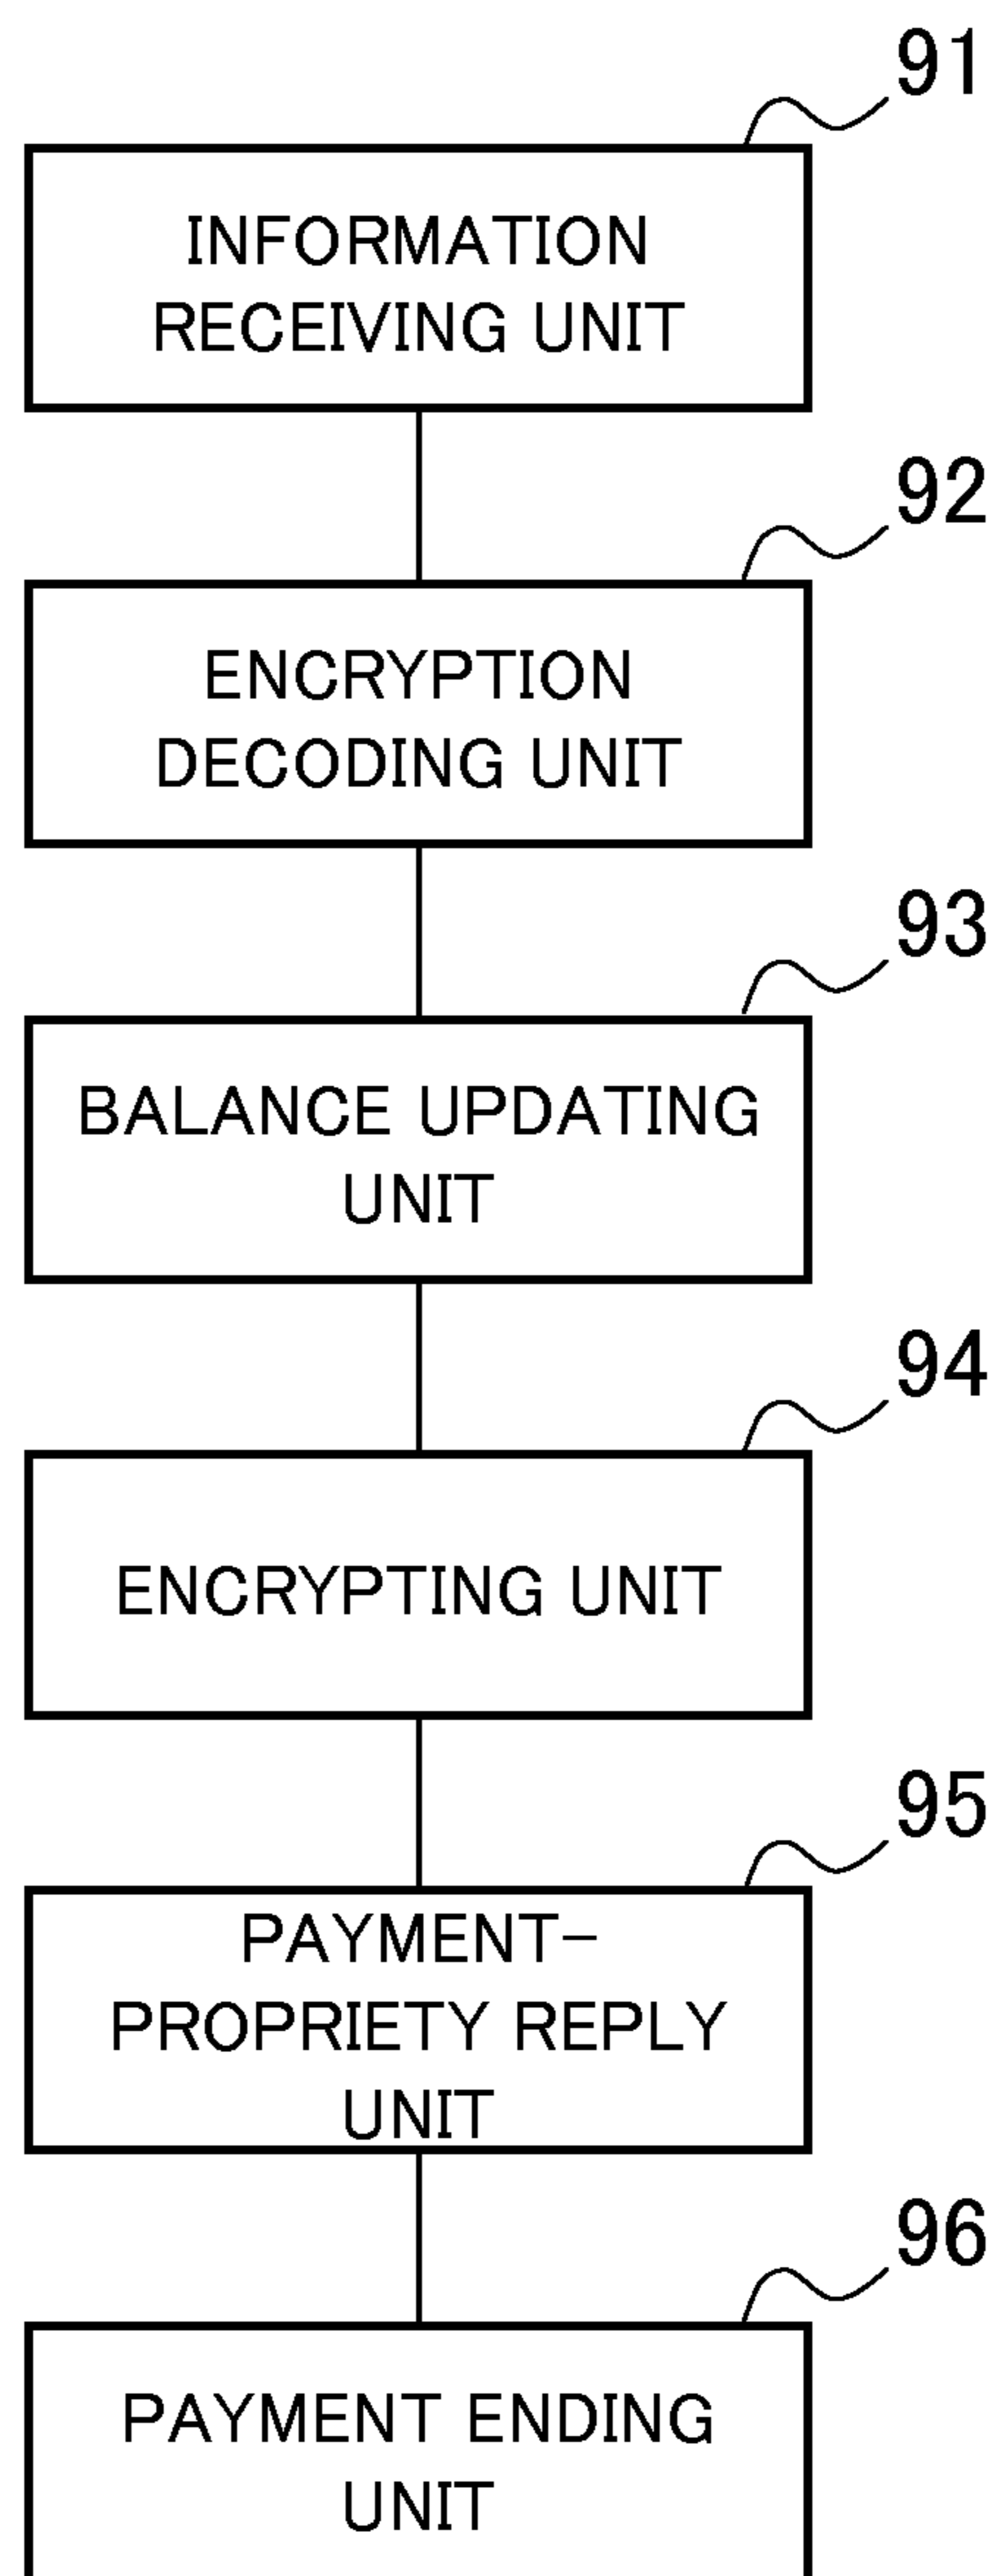 91
INFORMATION
RECEIVING UNIT
92
ENCRYPTION
DECODING UNIT
93
BALANCE UPDATING
UNIT
94
ENCRYPTING UNIT
95
PAYMENT-
PROPRIETY REPLY
UNIT
96
PAYMENT ENDING
UNIT